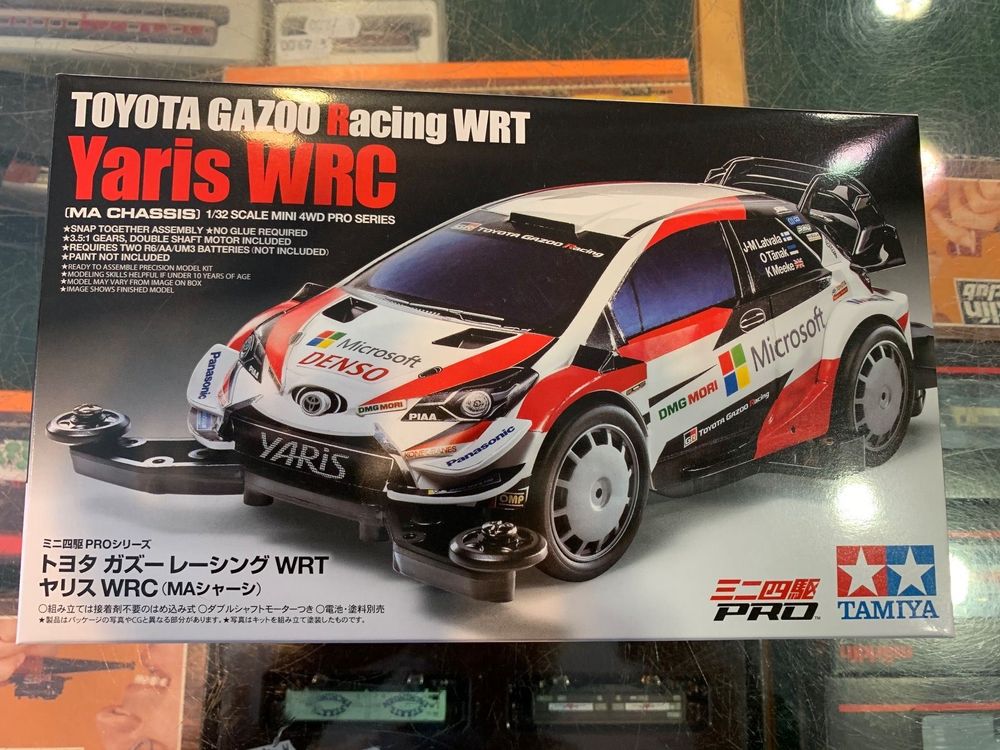 TOYOTA GAZOO Racing WRT
Yaris WRC
[MA CHASSIS] 1/32 SCALE MINI 4WD PRO SERIES
★SNAP TOGETHER ASSEMBLY ★NO GLUE REQUIRED
★3.5:1 GEARS, DOUBLE SHAFT MOTOR INCLUDED
★REQUIRES TWO R6/AA/UM3 BATTERIES (NOT INCLUDED)
★PAINT NOT INCLUDED
★READY TO ASSEMBLE PRECISION MODEL KIT
★MODELING SKILLS HELPFUL IF UNDER 10 YEARS OF AGE
★MODEL MAY VARY FROM IMAGE ON BOX
★IMAGE SHOWS FINISHED MODEL
TOYOTA GAZOO Racing
J-M Latvala
O Tänak
K Meeke
Microsoft
DENSO
Panasonic
DMG MORI
PIAA
Panasonic
OMP
YARiS
Microsoft
DMG MORI
GR TOYOTA GAZOO Racing
ミニ四駆 PROシリーズ
トヨタ ガズー レーシング WRT
ヤリス WRC (MAシャーシ)
○組み立ては接着剤不要のはめ込み式 ○ダブルシャフトモーターつき ○電池・塗料別売
★製品はパッケージの写真やCGと異なる部分があります。★写真はキットを組み立て塗装したものです。
ミニ四駆
PRO
TAMIYA